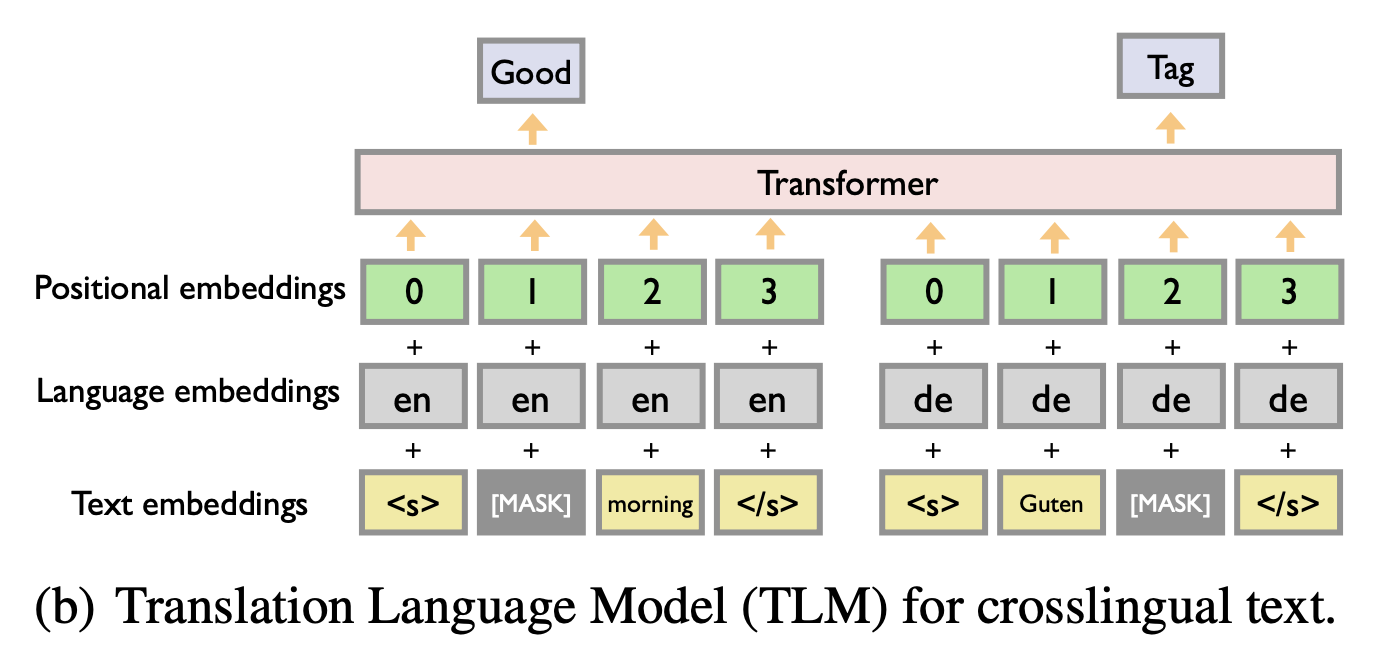 Good Tag
Transformer
Positional embeddings 0 1 2 3 0 1 2 3
+ + + + + + + +
Language embeddings en en en en de de de de
+ + + + + + + +
Text embeddings <s> [MASK] morning </s> <s> Guten [MASK] </s>
(b) Translation Language Model (TLM) for crosslingual text.